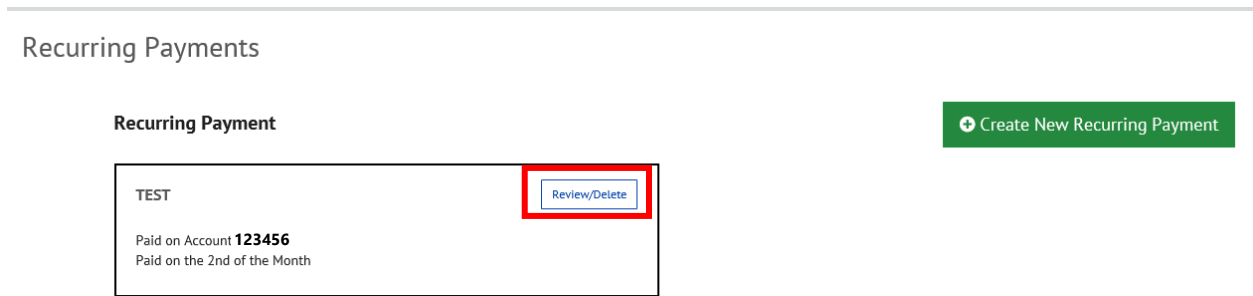 Recurring Payments
Recurring Payment
Create New Recurring Payment
TEST
Review/Delete
Paid on Account 123456
Paid on the 2nd of the Month